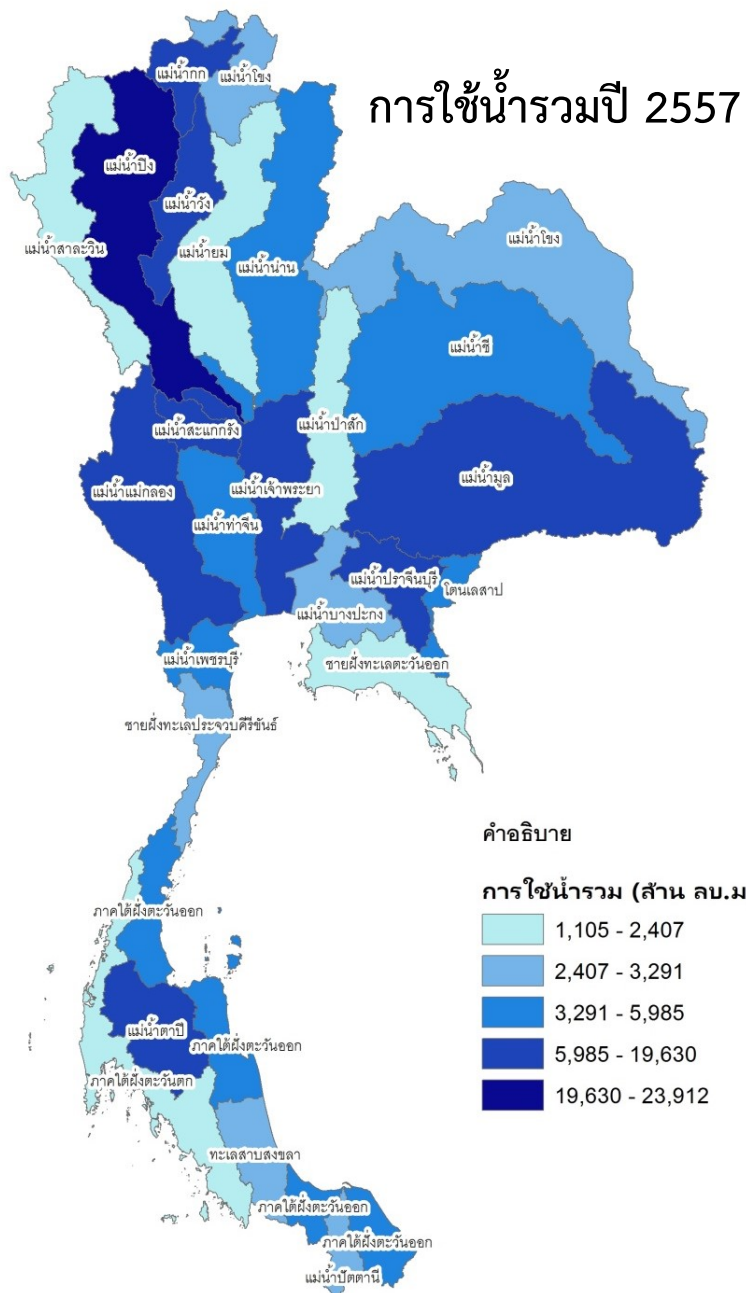 การใช้น้ำรวมปี 2557
แม่น้ำกก
แม่น้ำโขง
แม่น้ำปิง
แม่น้ำวัง
แม่น้ำสาละวิน
แม่น้ำยม
แม่น้ำน่าน
แม่น้ำโขง
แม่น้ำชี
แม่น้ำสะแกกรัง
แม่น้ำป่าสัก
แม่น้ำแม่กลอง
แม่น้ำเจ้าพระยา
แม่น้ำมูล
แม่น้ำท่าจีน
แม่น้ำปราจีนบุรี
โตนเลสาป
แม่น้ำบางปะกง
แม่น้ำเพชรบุรี
ชายฝั่งทะเลตะวันออก
ชายฝั่งทะเลประจวบคีรีขันธ์
ภาคใต้ฝั่งตะวันออก
แม่น้ำตาปี
ภาคใต้ฝั่งตะวันออก
ภาคใต้ฝั่งตะวันตก
ทะเลสาบสงขลา
ภาคใต้ฝั่งตะวันออก
ภาคใต้ฝั่งตะวันออก
แม่น้ำปัตตานี
คำอธิบาย
การใช้น้ำรวม (ล้าน ลบ.ม
1,105 - 2,407
2,407 - 3,291
3,291 - 5,985
5,985 - 19,630
19,630 - 23,912